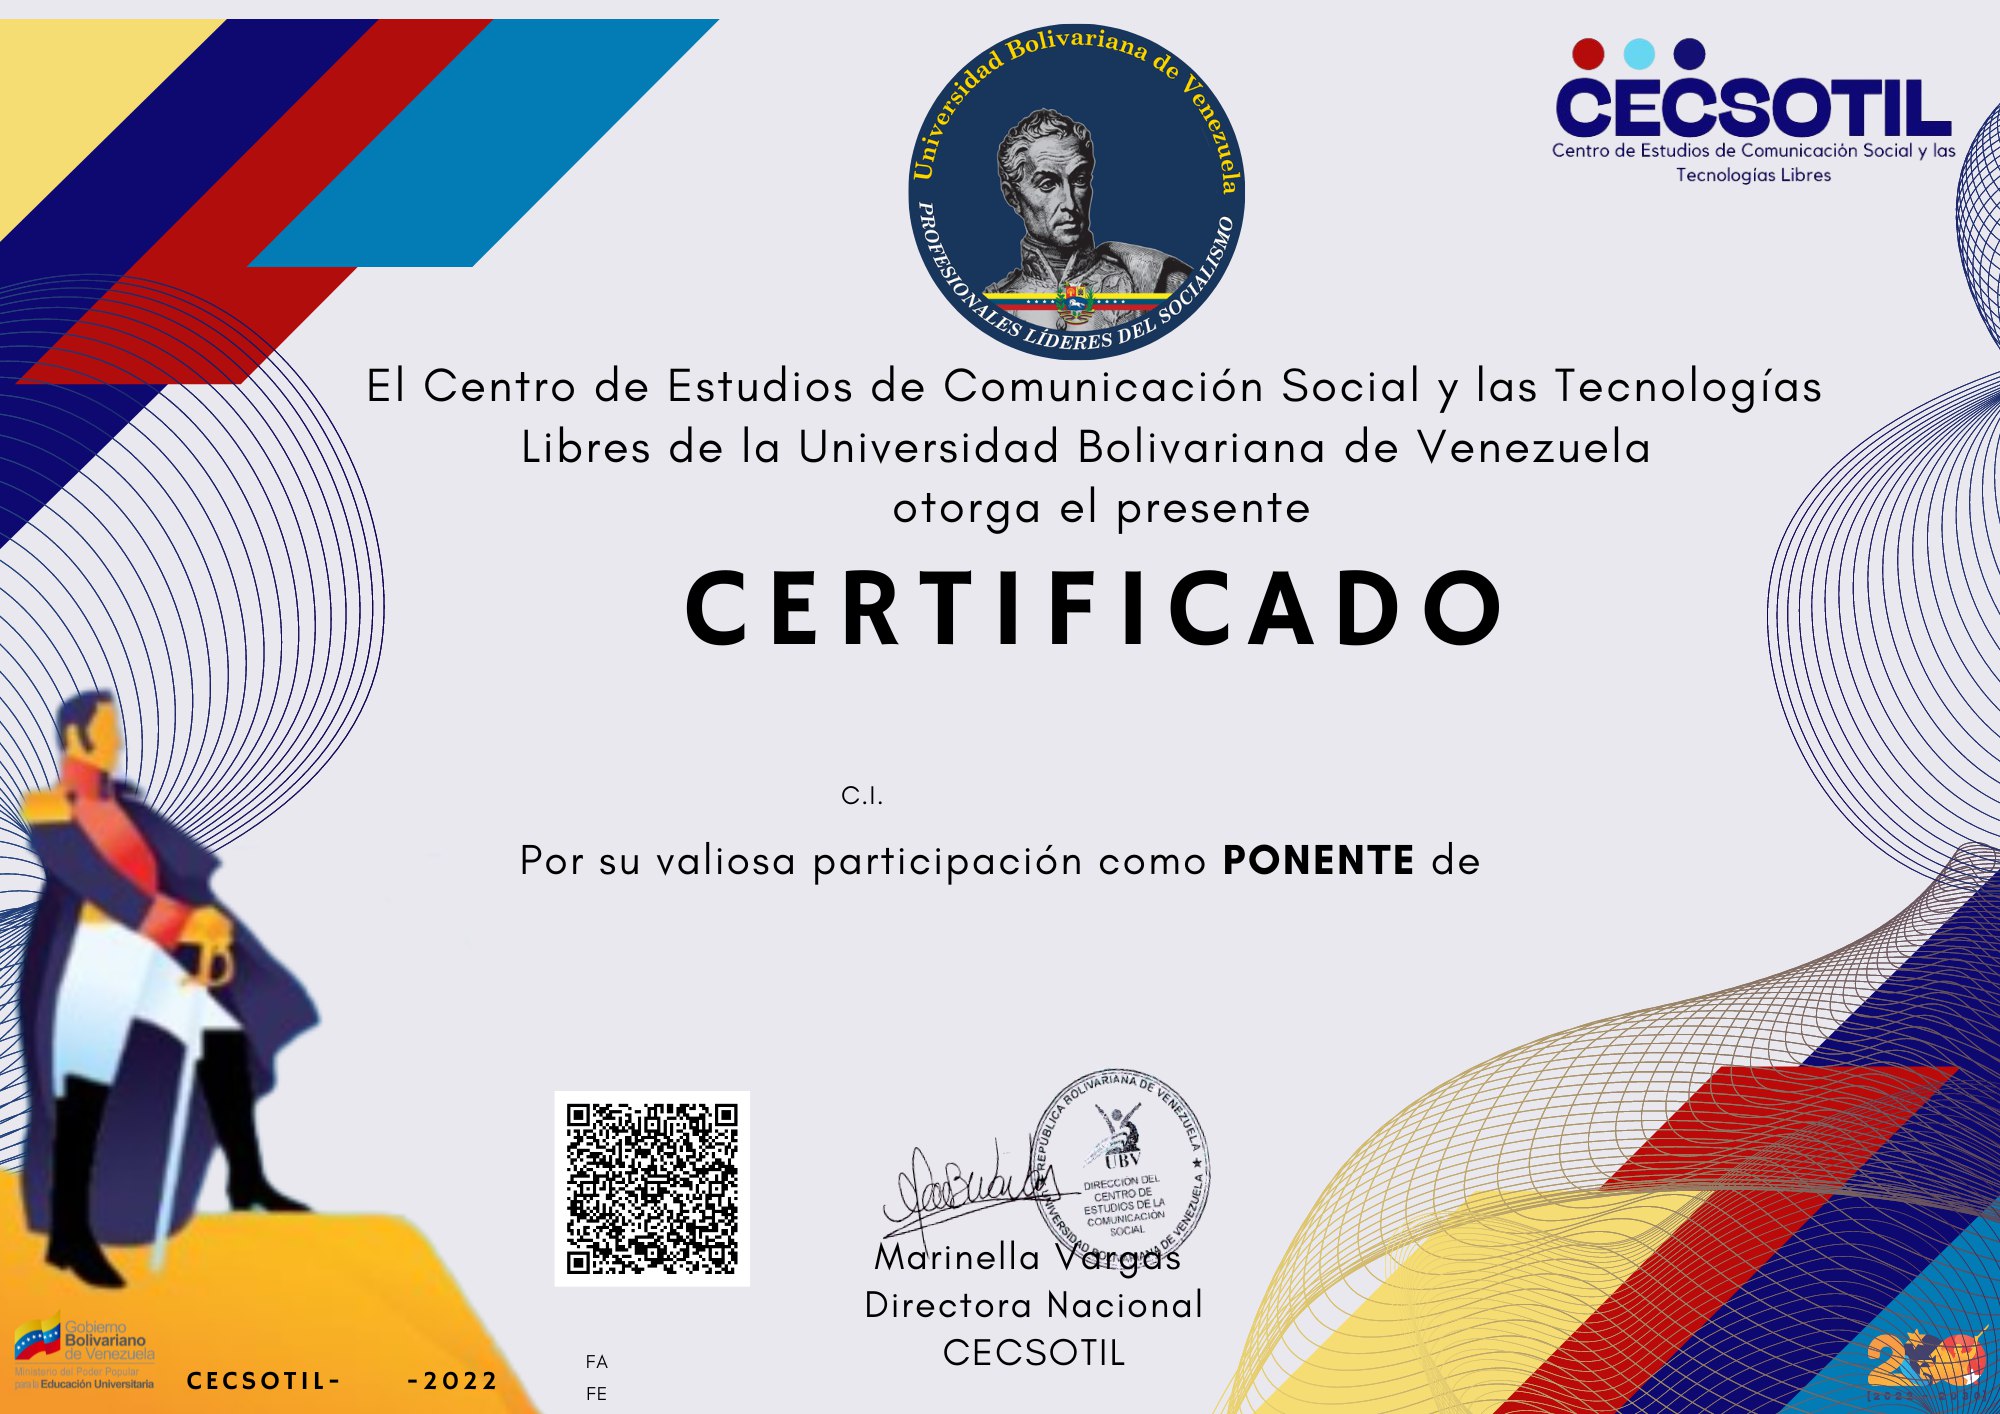 Universidad Bolivariana de Venezuela
PROFESIONALES LÍDERES DEL SOCIALISMO
CECSOTIL
Centro de Estudios de Comunicación Social y las
Tecnologías Libres
El Centro de Estudios de Comunicación Social y las Tecnologías
Libres de la Universidad Bolivariana de Venezuela
otorga el presente
CERTIFICADO
C.I.
Por su valiosa participación como PONENTE de
REPÚBLICA BOLIVARIANA DE VENEZUELA
UBV
DIRECCION DEL
CENTRO DE
ESTUDIOS DE LA
COMUNICACIÓN
SOCIAL
UNIVERSIDAD BOLIVARIANA DE VENEZUELA
Marinella Vargas
Directora Nacional
CECSOTIL
Gobierno
Bolivariano
de Venezuela
Ministerio del Poder Popular
para la Educación Universitaria
CECSOTIL- -2022
FA
FE